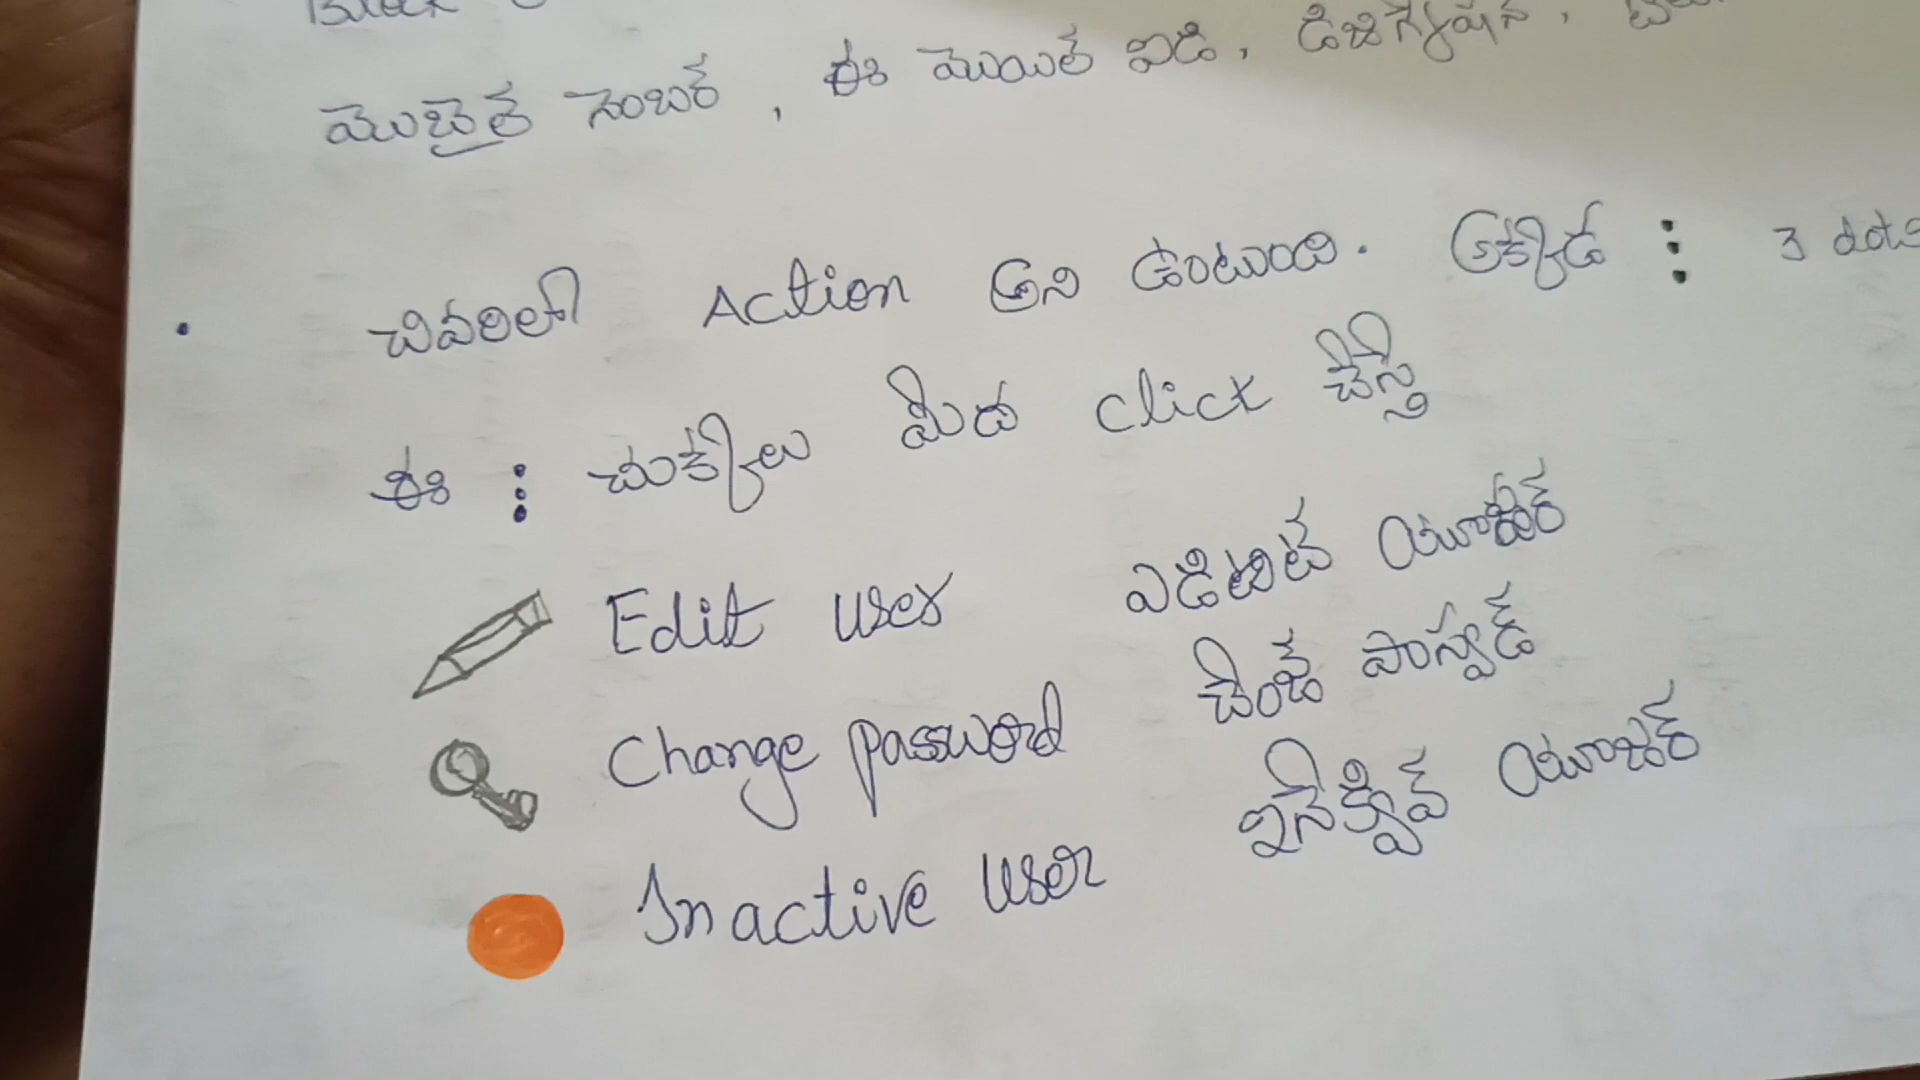 మొబైల్ నెంబర్, ఈ మెయిల్ ఐడి, డిజిగ్నేషన్,
• చివరిలో Action అని ఉంటుంది. అక్కడ ⋮ 3 dots
ఈ ⋮ చుక్కలు మీద click చేస్తే
Edit user ఎడిటిట్ యూజర్
Change password చేంజ్ పాస్వర్డ్
Inactive user ఇనేక్టివ్ యూజర్